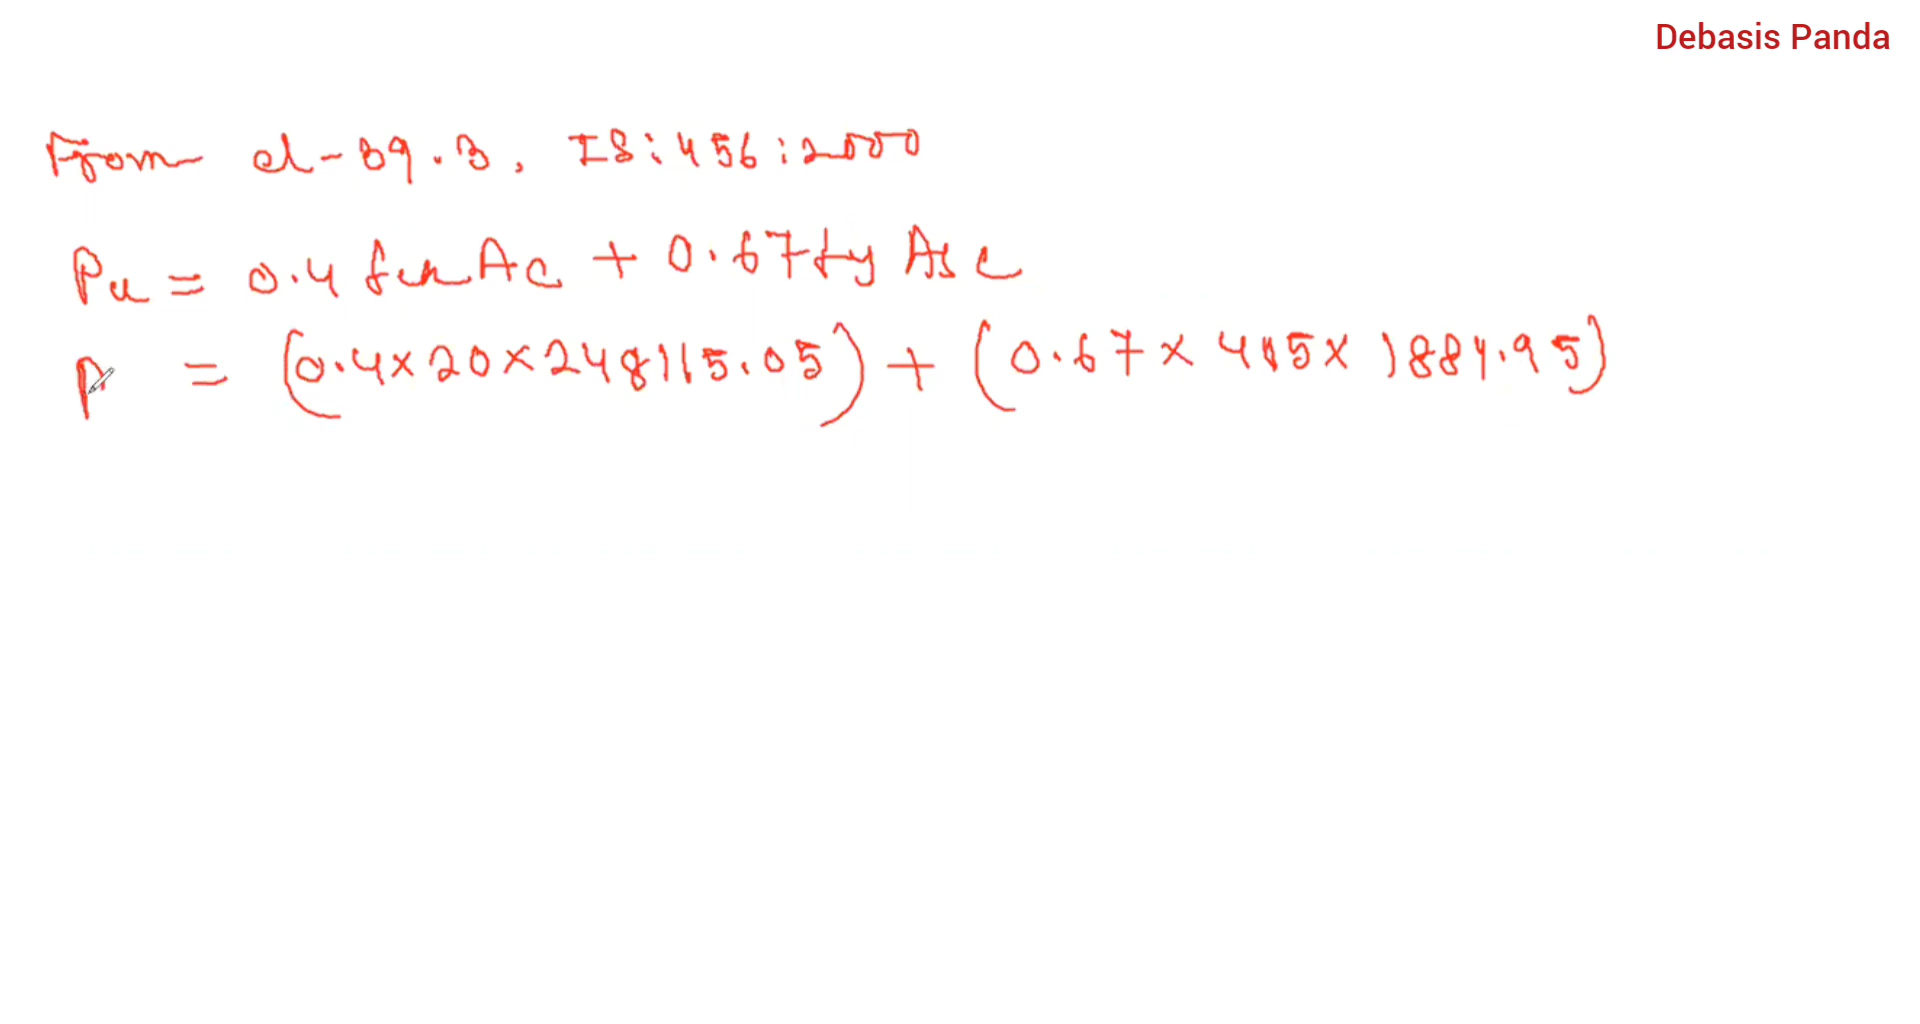 Debasis Panda
From cl-39.3, IS:456:2000
Pu = 0.4 fck Ac + 0.67 fy Asc
P = (0.4×20×248115.05) + (0.67×415×1884.95)